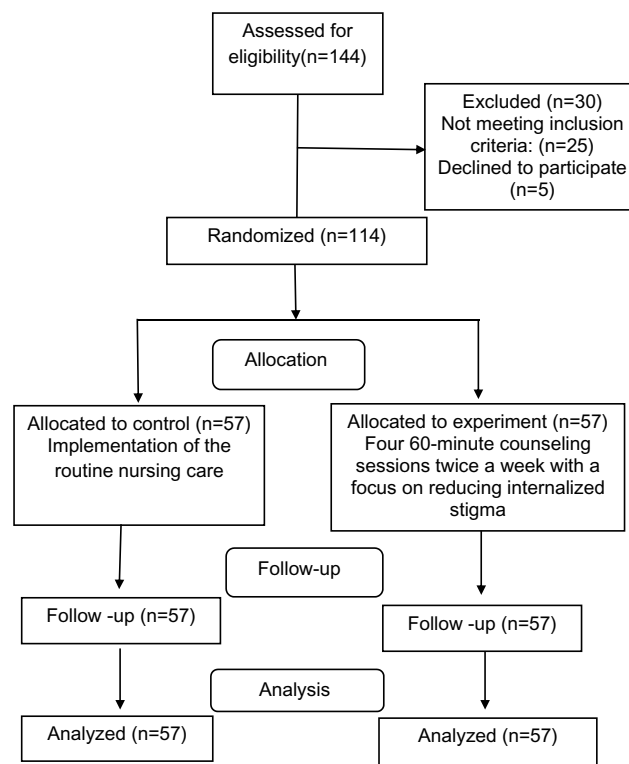 Assessed for
eligibility(n=144)
Excluded (n=30)
Not meeting inclusion
criteria: (n=25)
Declined to participate
(n=5)
Randomized (n=114)
Allocation
Allocated to control (n=57)
Implementation of the
routine nursing care
Allocated to experiment (n=57)
Four 60-minute counseling
sessions twice a week with a
focus on reducing internalized
stigma
Follow-up
Follow -up (n=57)
Follow -up (n=57)
Analysis
Analyzed (n=57)
Analyzed (n=57)